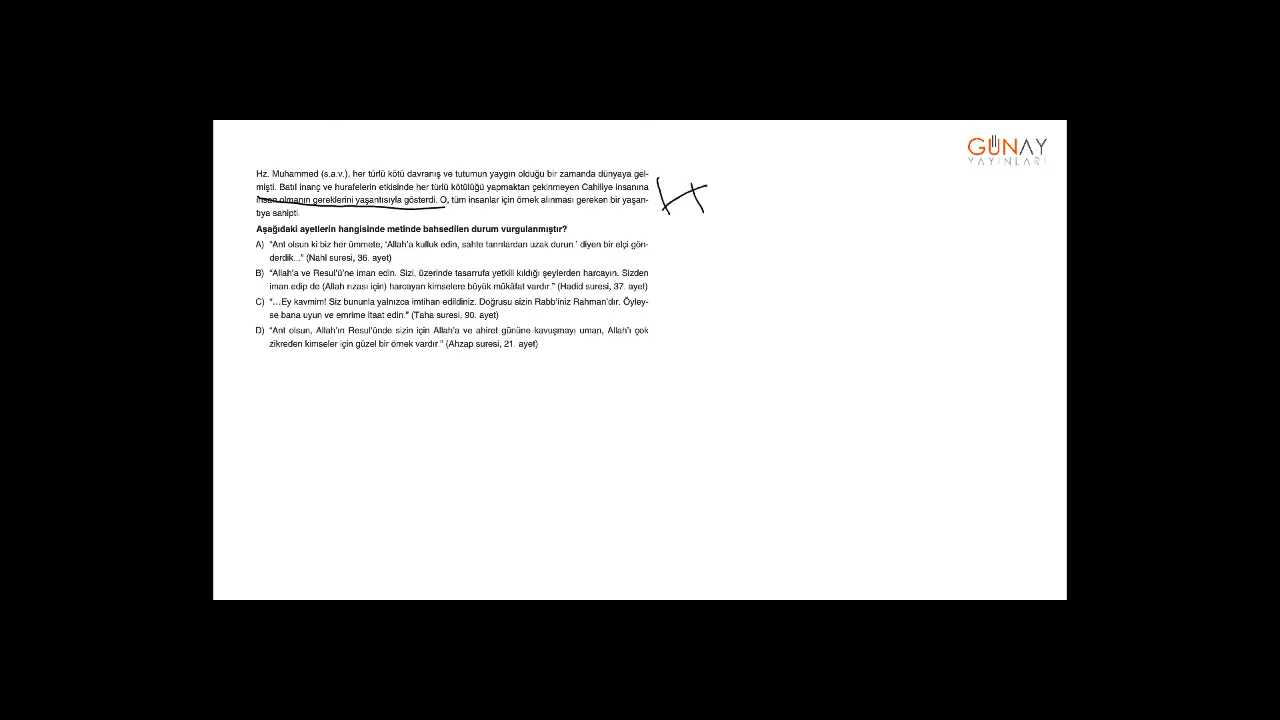 GÜNAY
YAYINLARI
Hz. Muhammed (s.a.v.), her türlü kötü davranış ve tutumun yaygın olduğu bir zamanda dünyaya gel-
mişti. Batıl inanç ve hurafelerin etkisinde her türlü kötülüğü yapmaktan çekinmeyen Cahiliye insanına
insan olmanın gereklerini yaşantısıyla gösterdi. O, tüm insanlar için örnek alınması gereken bir yaşan-
tıya sahipti.
Aşağıdaki ayetlerin hangisinde metinde bahsedilen durum vurgulanmıştır?
A) “Ant olsun ki biz her ümmete, ‘Allah’a kulluk edin, sahte tanrılardan uzak durun.’ diyen bir elçi gön-
derdik...” (Nahl suresi, 36. ayet)
B) “Allah’a ve Resul’ü’ne iman edin. Sizi, üzerinde tasarrufa yetkili kıldığı şeylerden harcayın. Sizden
iman edip de (Allah rızası için) harcayan kimselere büyük mükâfat vardır.” (Hadid suresi, 37. ayet)
C) “…Ey kavmim! Siz bununla yalnızca imtihan edildiniz. Doğrusu sizin Rabb’iniz Rahman’dır. Öyley-
se bana uyun ve emrime itaat edin.” (Taha suresi, 90. ayet)
D) “Ant olsun, Allah’ın Resul’ünde sizin için Allah’a ve ahiret gününe kavuşmayı uman, Allah’ı çok
zikreden kimseler için güzel bir örnek vardır.” (Ahzap suresi, 21. ayet)